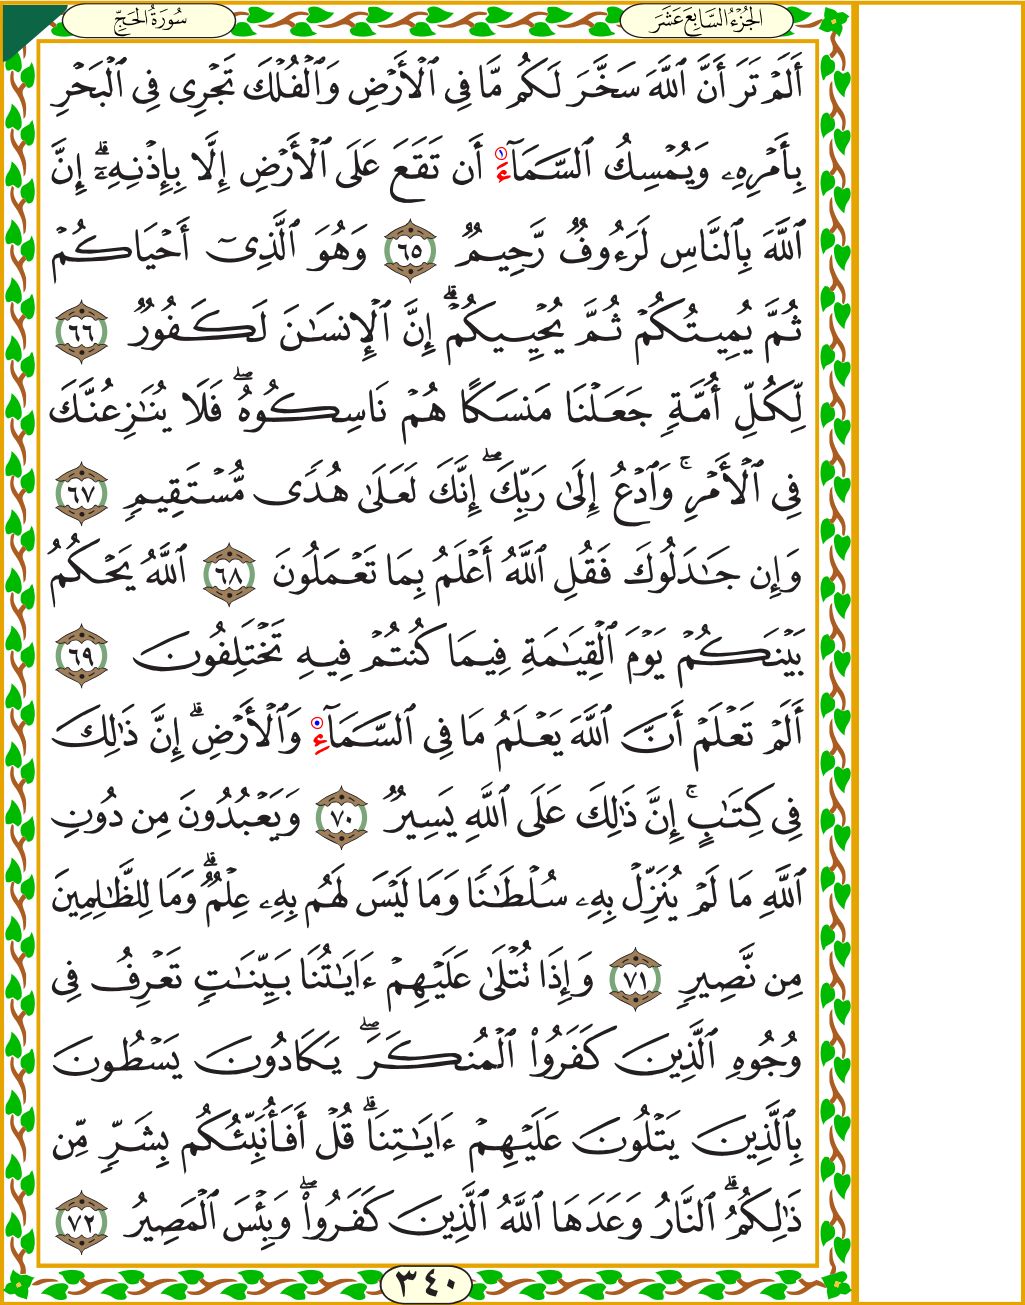 الجُزْءُ السَّابِعَ عَشَرَ
سُورَةُ الحَجِّ
أَلَمْ تَرَ أَنَّ ٱللَّهَ سَخَّرَ لَكُم مَّا فِى ٱلْأَرْضِ وَٱلْفُلْكَ تَجْرِى فِى ٱلْبَحْرِ
بِأَمْرِهِۦ وَيُمْسِكُ ٱلسَّمَآءَ ١ أَن تَقَعَ عَلَى ٱلْأَرْضِ إِلَّا بِإِذْنِهِۦٓ ۗ إِنَّ
ٱللَّهَ بِٱلنَّاسِ لَرَءُوفٌ رَّحِيمٌ ٦٥ وَهُوَ ٱلَّذِىٓ أَحْيَاكُمْ
ثُمَّ يُمِيتُكُمْ ثُمَّ يُحْيِيكُمْ ۗ إِنَّ ٱلْإِنسَٰنَ لَكَفُورٌ ٦٦
لِّكُلِّ أُمَّةٍ جَعَلْنَا مَنسَكًا هُمْ نَاسِكُوهُ ۖ فَلَا يُنَٰزِعُنَّكَ
فِى ٱلْأَمْرِ ۚ وَٱدْعُ إِلَىٰ رَبِّكَ ۖ إِنَّكَ لَعَلَىٰ هُدًى مُّسْتَقِيمٍ ٦٧
وَإِن جَٰدَلُوكَ فَقُلِ ٱللَّهُ أَعْلَمُ بِمَا تَعْمَلُونَ ٦٨ ٱللَّهُ يَحْكُمُ
بَيْنَكُمْ يَوْمَ ٱلْقِيَٰمَةِ فِيمَا كُنتُمْ فِيهِ تَخْتَلِفُونَ ٦٩
أَلَمْ تَعْلَمْ أَنَّ ٱللَّهَ يَعْلَمُ مَا فِى ٱلسَّمَآءِ وَٱلْأَرْضِ ۗ إِنَّ ذَٰلِكَ
فِى كِتَٰبٍ ۚ إِنَّ ذَٰلِكَ عَلَى ٱللَّهِ يَسِيرٌ ٧٠ وَيَعْبُدُونَ مِن دُونِ
ٱللَّهِ مَا لَمْ يُنَزِّلْ بِهِۦ سُلْطَٰنًا وَمَا لَيْسَ لَهُم بِهِۦ عِلْمٌ ۗ وَمَا لِلظَّٰلِمِينَ
مِن نَّصِيرٍ ٧١ وَإِذَا تُتْلَىٰ عَلَيْهِمْ ءَايَٰتُنَا بَيِّنَٰتٍ تَعْرِفُ فِى
وُجُوهِ ٱلَّذِينَ كَفَرُوا۟ ٱلْمُنكَرَ ۖ يَكَادُونَ يَسْطُونَ
بِٱلَّذِينَ يَتْلُونَ عَلَيْهِمْ ءَايَٰتِنَا ۗ قُلْ أَفَأُنَبِّئُكُم بِشَرٍّ مِّن
ذَٰلِكُمُ ۗ ٱلنَّارُ وَعَدَهَا ٱللَّهُ ٱلَّذِينَ كَفَرُوا۟ ۖ وَبِئْسَ ٱلْمَصِيرُ ٧٢
٣٤٠